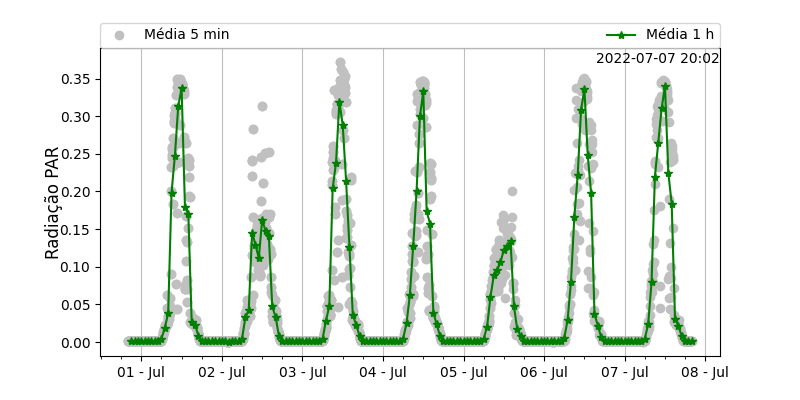 Média 5 min
Média 1 h
2022-07-07 20:02
Radiação PAR
0.35
0.30
0.25
0.20
0.15
0.10
0.05
0.00
01 - Jul
02 - Jul
03 - Jul
04 - Jul
05 - Jul
06 - Jul
07 - Jul
08 - Jul